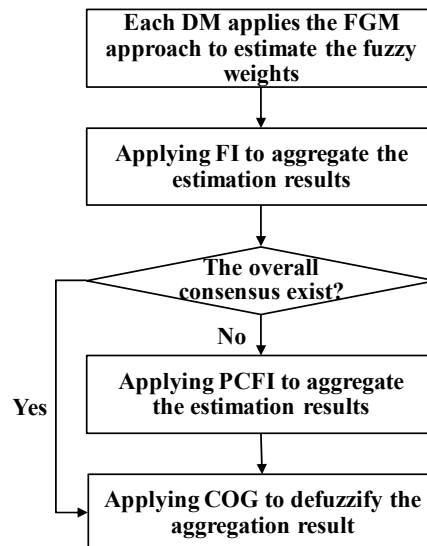 Each DM applies the FGM
approach to estimate the fuzzy
weights
Applying FI to aggregate the
estimation results
The overall
consensus exist?
No
Applying PCFI to aggregate
the estimation results
Yes
Applying COG to defuzzify the
aggregation result